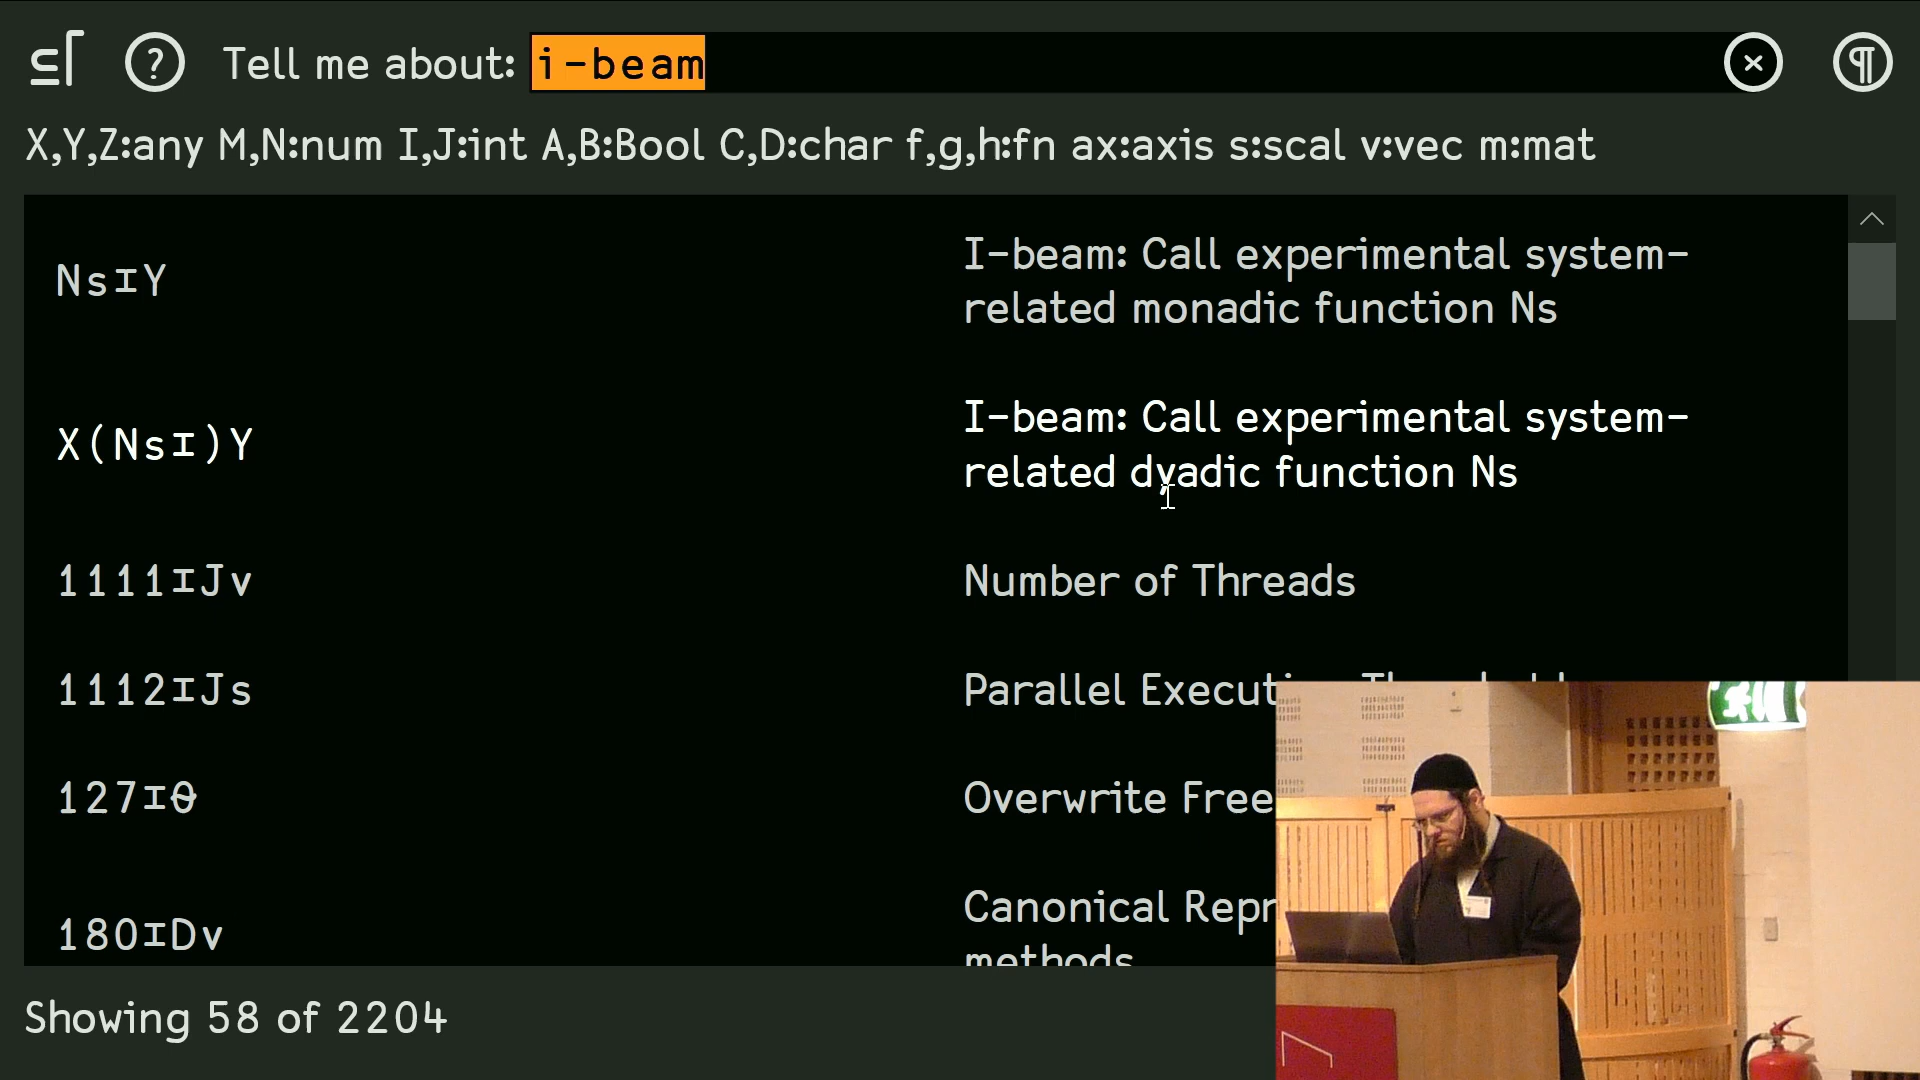 ⊆⌈ ? Tell me about: i-beam × ¶
X,Y,Z:any M,N:num I,J:int A,B:Bool C,D:char f,g,h:fn ax:axis s:scal v:vec m:mat
Ns⌶Y
I-beam: Call experimental system-
related monadic function Ns
X(Ns⌶)Y
I-beam: Call experimental system-
related dyadic function Ns
1111⌶Jv
Number of Threads
1112⌶Js
Parallel
127⌶⍬
Overwrite Free
180⌶Dv
Canonical
methods
Showing 58 of 2204